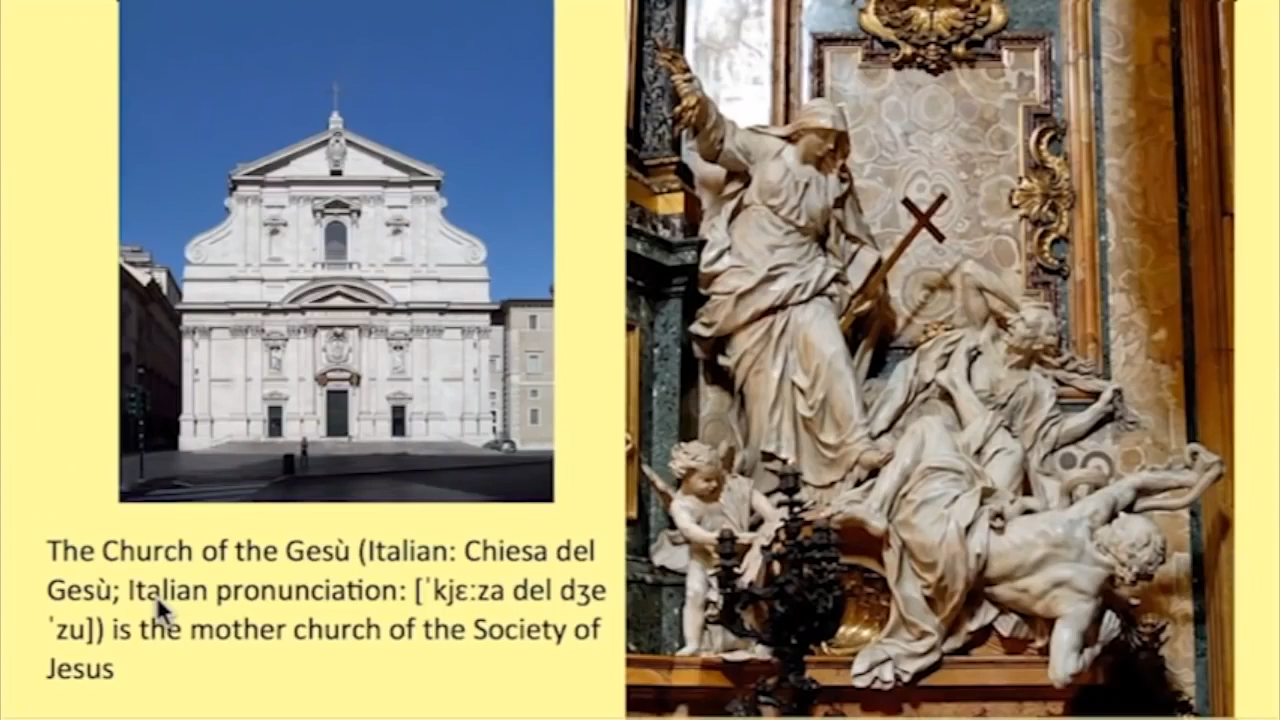 The Church of the Gesù (Italian: Chiesa del
Gesù; Italian pronunciation: [ˈkjɛːza del dʒe
ˈzu]) is the mother church of the Society of
Jesus